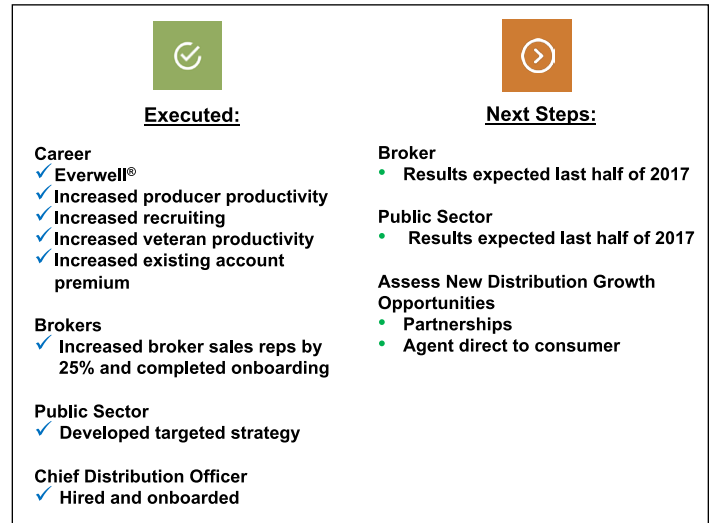 Executed:
Career
Everwell®
Increased producer productivity
Increased recruiting
Increased veteran productivity
Increased existing account
premium
Brokers
Increased broker sales reps by
25% and completed onboarding
Public Sector
Developed targeted strategy
Chief Distribution Officer
Hired and onboarded
Next Steps:
Broker
• Results expected last half of 2017
Public Sector
• Results expected last half of 2017
Assess New Distribution Growth
Opportunities
• Partnerships
• Agent direct to consumer